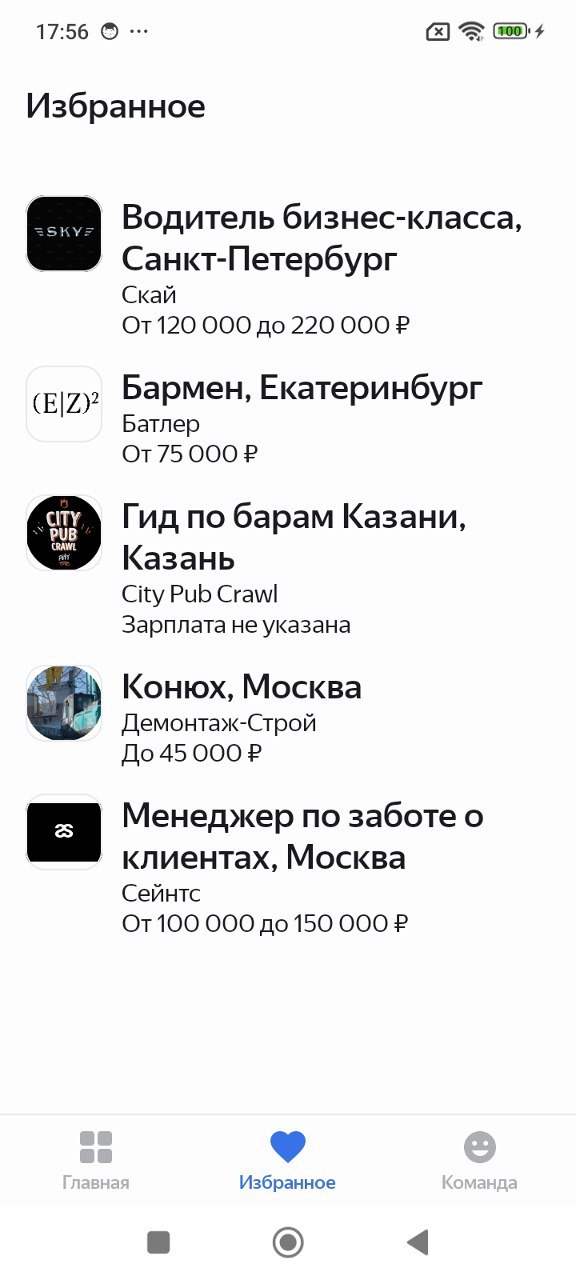 17:56
100
Избранное
SKY
Водитель бизнес-класса,
Санкт-Петербург
Скай
От 120 000 до 220 000 ₽
(E|Z)²
Бармен, Екатеринбург
Батлер
От 75 000 ₽
CITY
PUB
CRAWL
Гид по барам Казани,
Казань
City Pub Crawl
Зарплата не указана
Конюх, Москва
Демонтаж-Строй
До 45 000 ₽
Менеджер по заботе о
клиентах, Москва
Сейнтс
От 100 000 до 150 000 ₽
Главная
Избранное
Команда